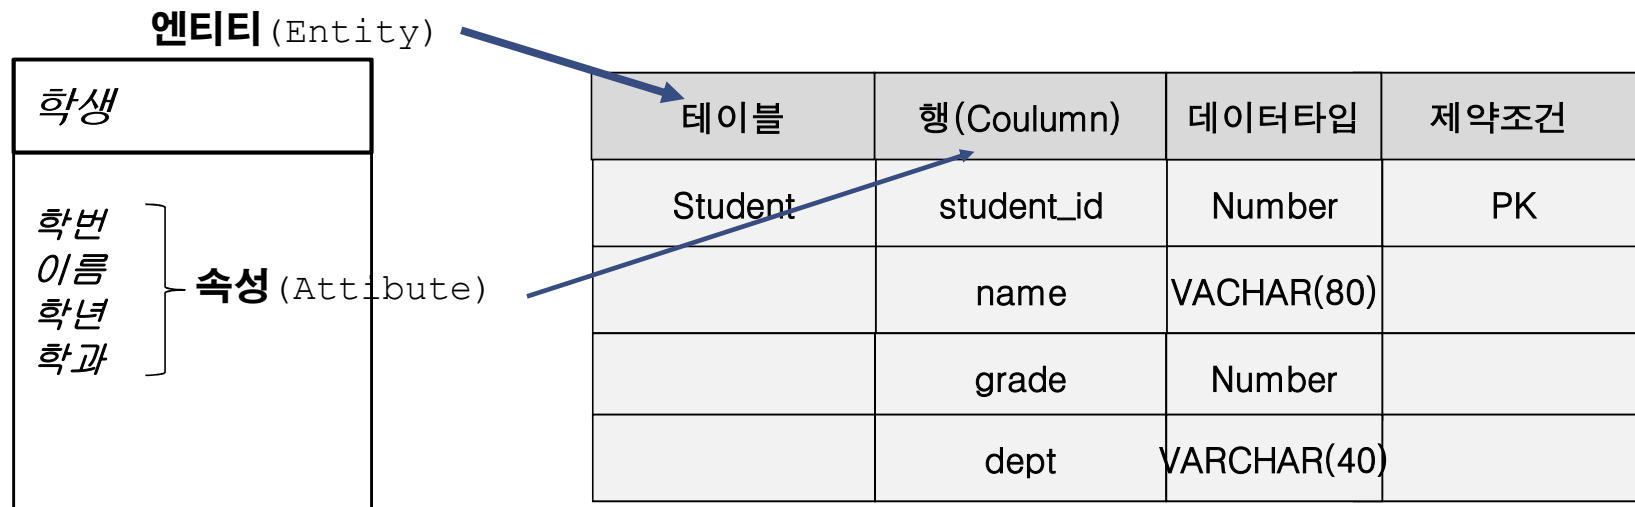 엔티티(Entity)
학생
학번
이름
학년
학과
속성(Attibute)
테이블 행(Coulumn) 데이터타입 제약조건
Student student_id Number PK
name VACHAR(80)
grade Number
dept VARCHAR(40)